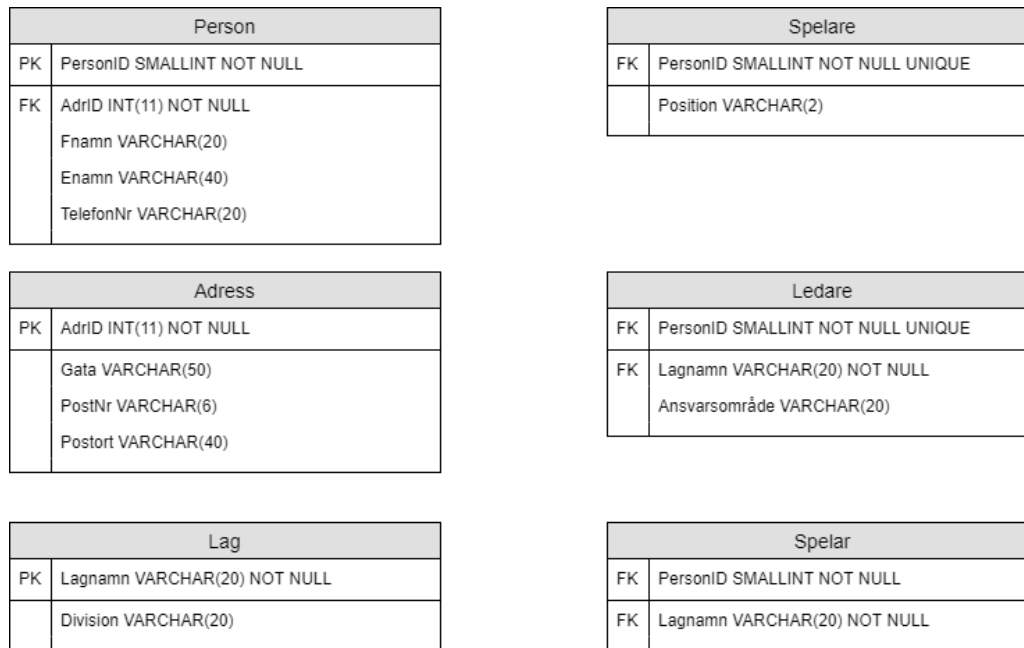 Person
PK PersonID SMALLINT NOT NULL
FK AdrID INT(11) NOT NULL
Fnamn VARCHAR(20)
Enamn VARCHAR(40)
TelefonNr VARCHAR(20)
Spelare
FK PersonID SMALLINT NOT NULL UNIQUE
Position VARCHAR(2)
Adress
PK AdrID INT(11) NOT NULL
Gata VARCHAR(50)
PostNr VARCHAR(6)
Postort VARCHAR(40)
Ledare
FK PersonID SMALLINT NOT NULL UNIQUE
FK Lagnamn VARCHAR(20) NOT NULL
Ansvarsområde VARCHAR(20)
Lag
PK Lagnamn VARCHAR(20) NOT NULL
Division VARCHAR(20)
Spelar
FK PersonID SMALLINT NOT NULL
FK Lagnamn VARCHAR(20) NOT NULL